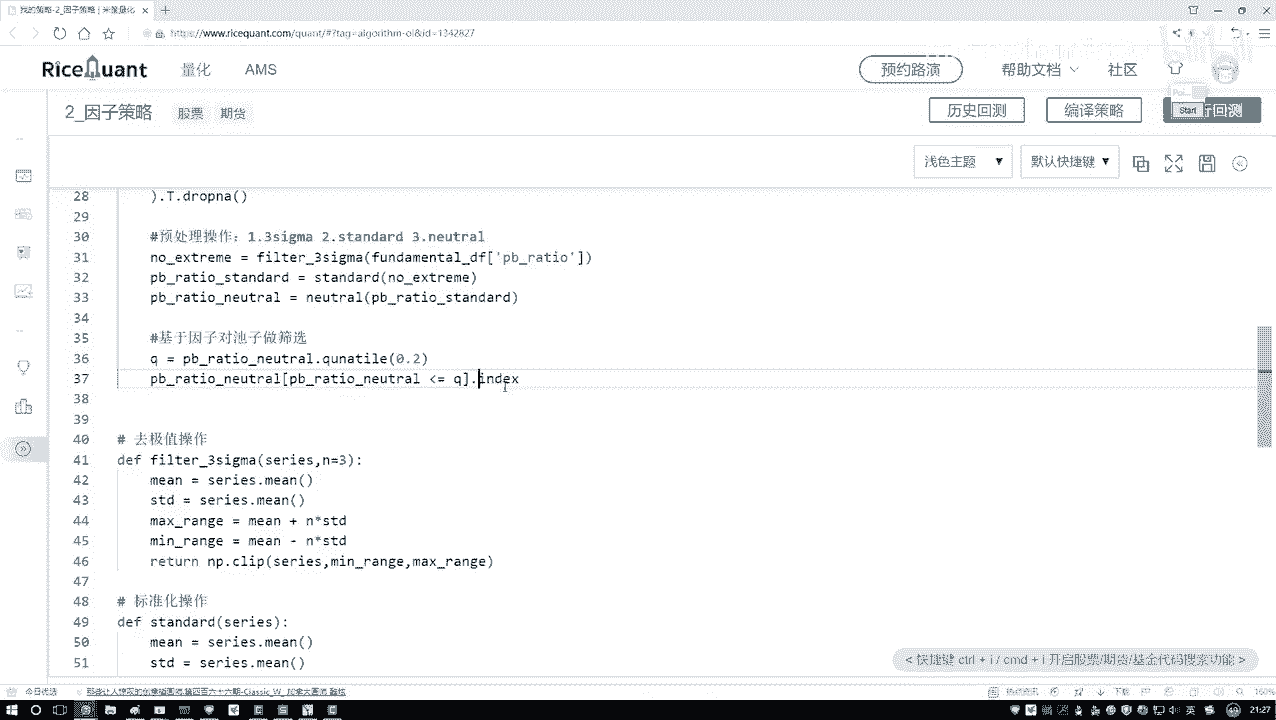 我的策略-2_因子策略 | 米筐量化
https://www.ricequant.com/quant/#?tag=algorithm-ol&id=1342827
RiceQuant
量化
AMS
预约路演
帮助文档
社区
2_因子策略
股票
期货
历史回测
编译策略
Start
行回测
浅色主题
默认快捷键
28 ).T.dropna()
29
30 #预处理操作：1.3sigma 2.standard 3.neutral
31 no_extreme = filter_3sigma(fundamental_df['pb_ratio'])
32 pb_ratio_standard = standard(no_extreme)
33 pb_ratio_neutral = neutral(pb_ratio_standard)
34
35 #基于因子对池子做筛选
36 q = pb_ratio_neutral.qunatile(0.2)
37 pb_ratio_neutral[pb_ratio_neutral <= q].index
38
39
40 # 去极值操作
41 def filter_3sigma(series,n=3):
42 mean = series.mean()
43 std = series.mean()
44 max_range = mean + n*std
45 min_range = mean - n*std
46 return np.clip(series,min_range,max_range)
47
48 # 标准化操作
49 def standard(series):
50 mean = series.mean()
51 std = series.mean()
< 快捷键 ctrl + i / cmd + i 开启股票/期货/基金代码搜索功能 >
今日优选
100%
英
21:27